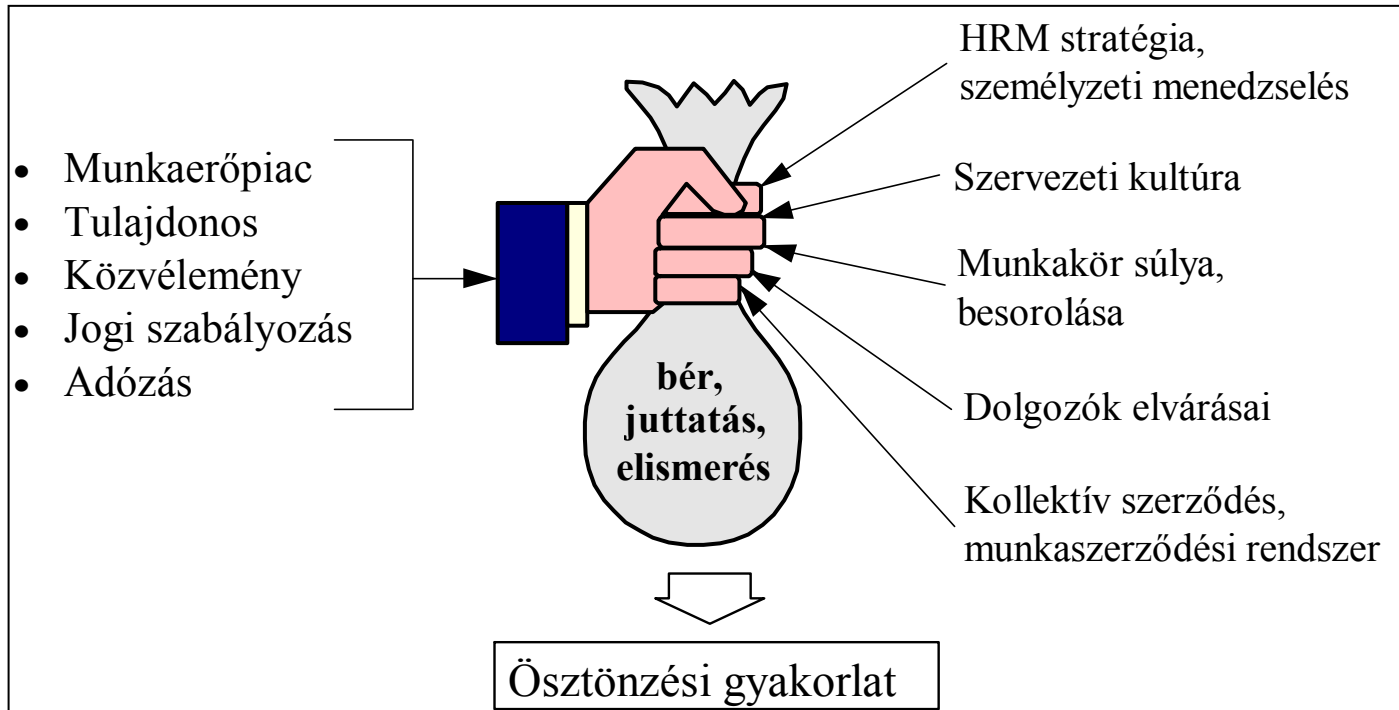 • Munkaerőpiac
• Tulajdonos
• Közvélemény
• Jogi szabályozás
• Adózás
bér,
juttatás,
elismerés
HRM stratégia,
személyzeti menedzselés
Szervezeti kultúra
Munkakör súlya,
besorolása
Dolgozók elvárásai
Kollektív szerződés,
munkaszerződési rendszer
Ösztönzési gyakorlat